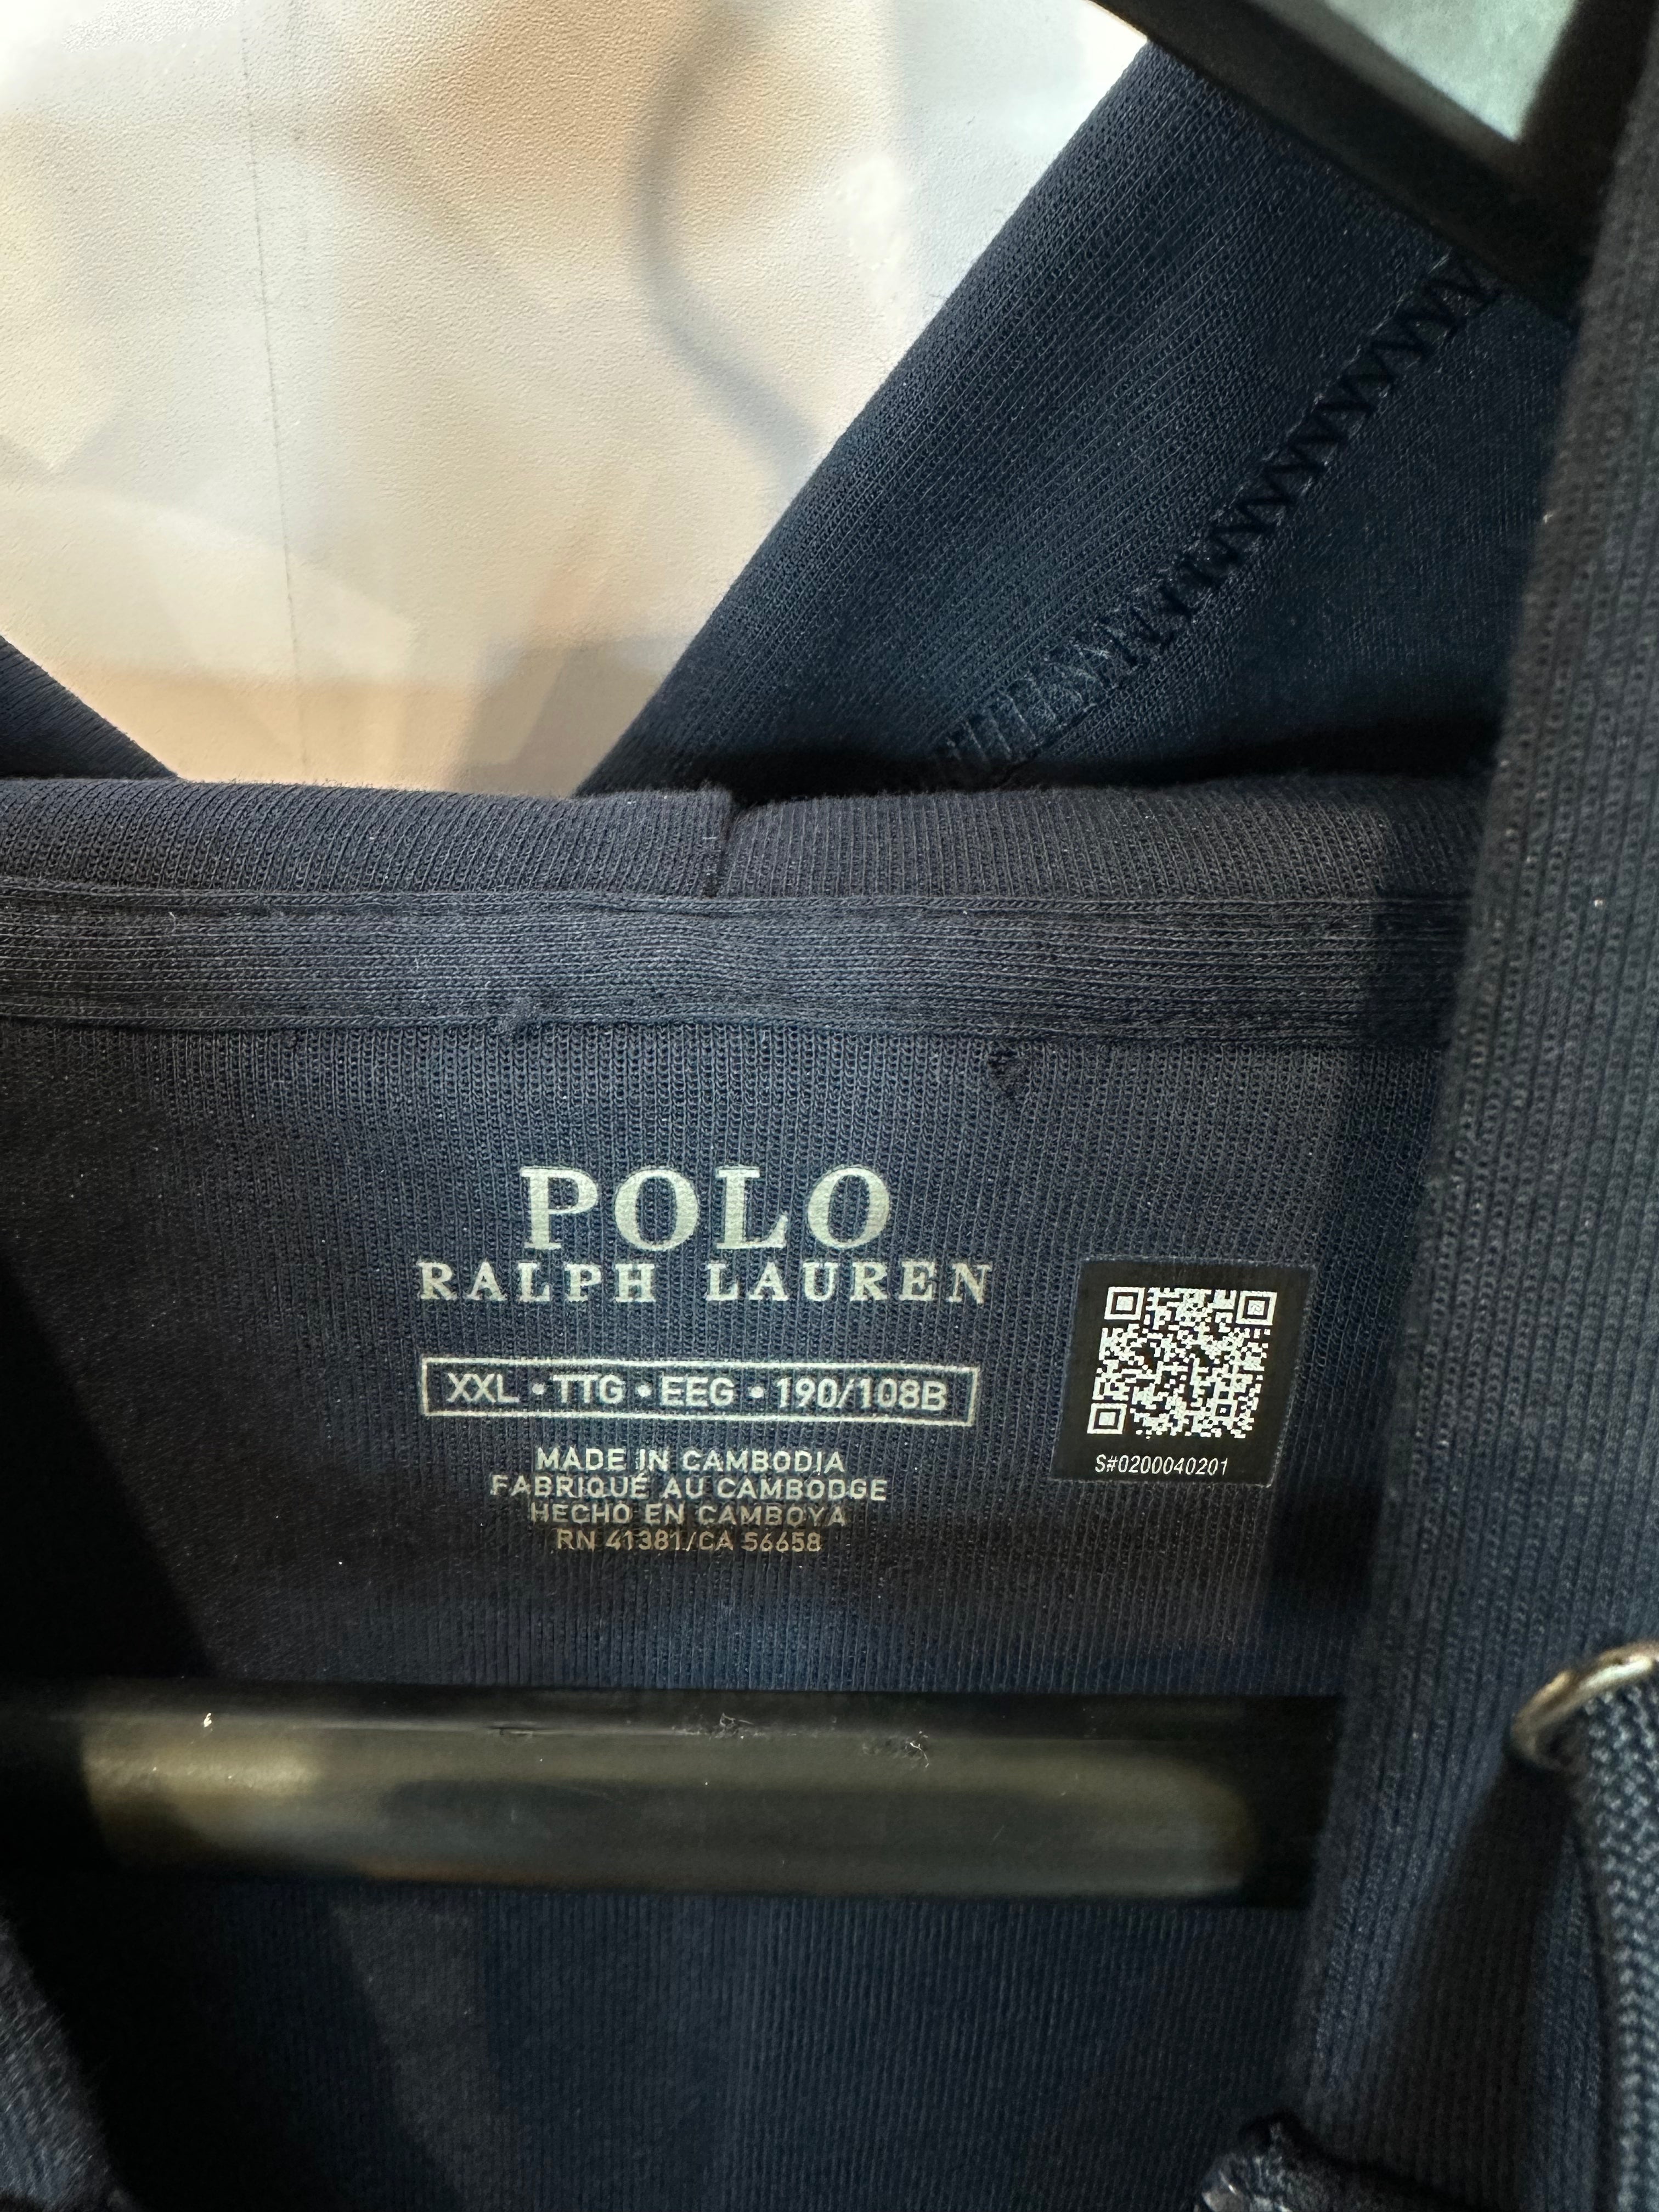 POLO
RALPH LAUREN
XXL • TTG • EEG • 190/108B
MADE IN CAMBODIA
FABRIQUÉ AU CAMBODGE
HECHO EN CAMBOYA
RN 41381/CA 56658
S#0200040201